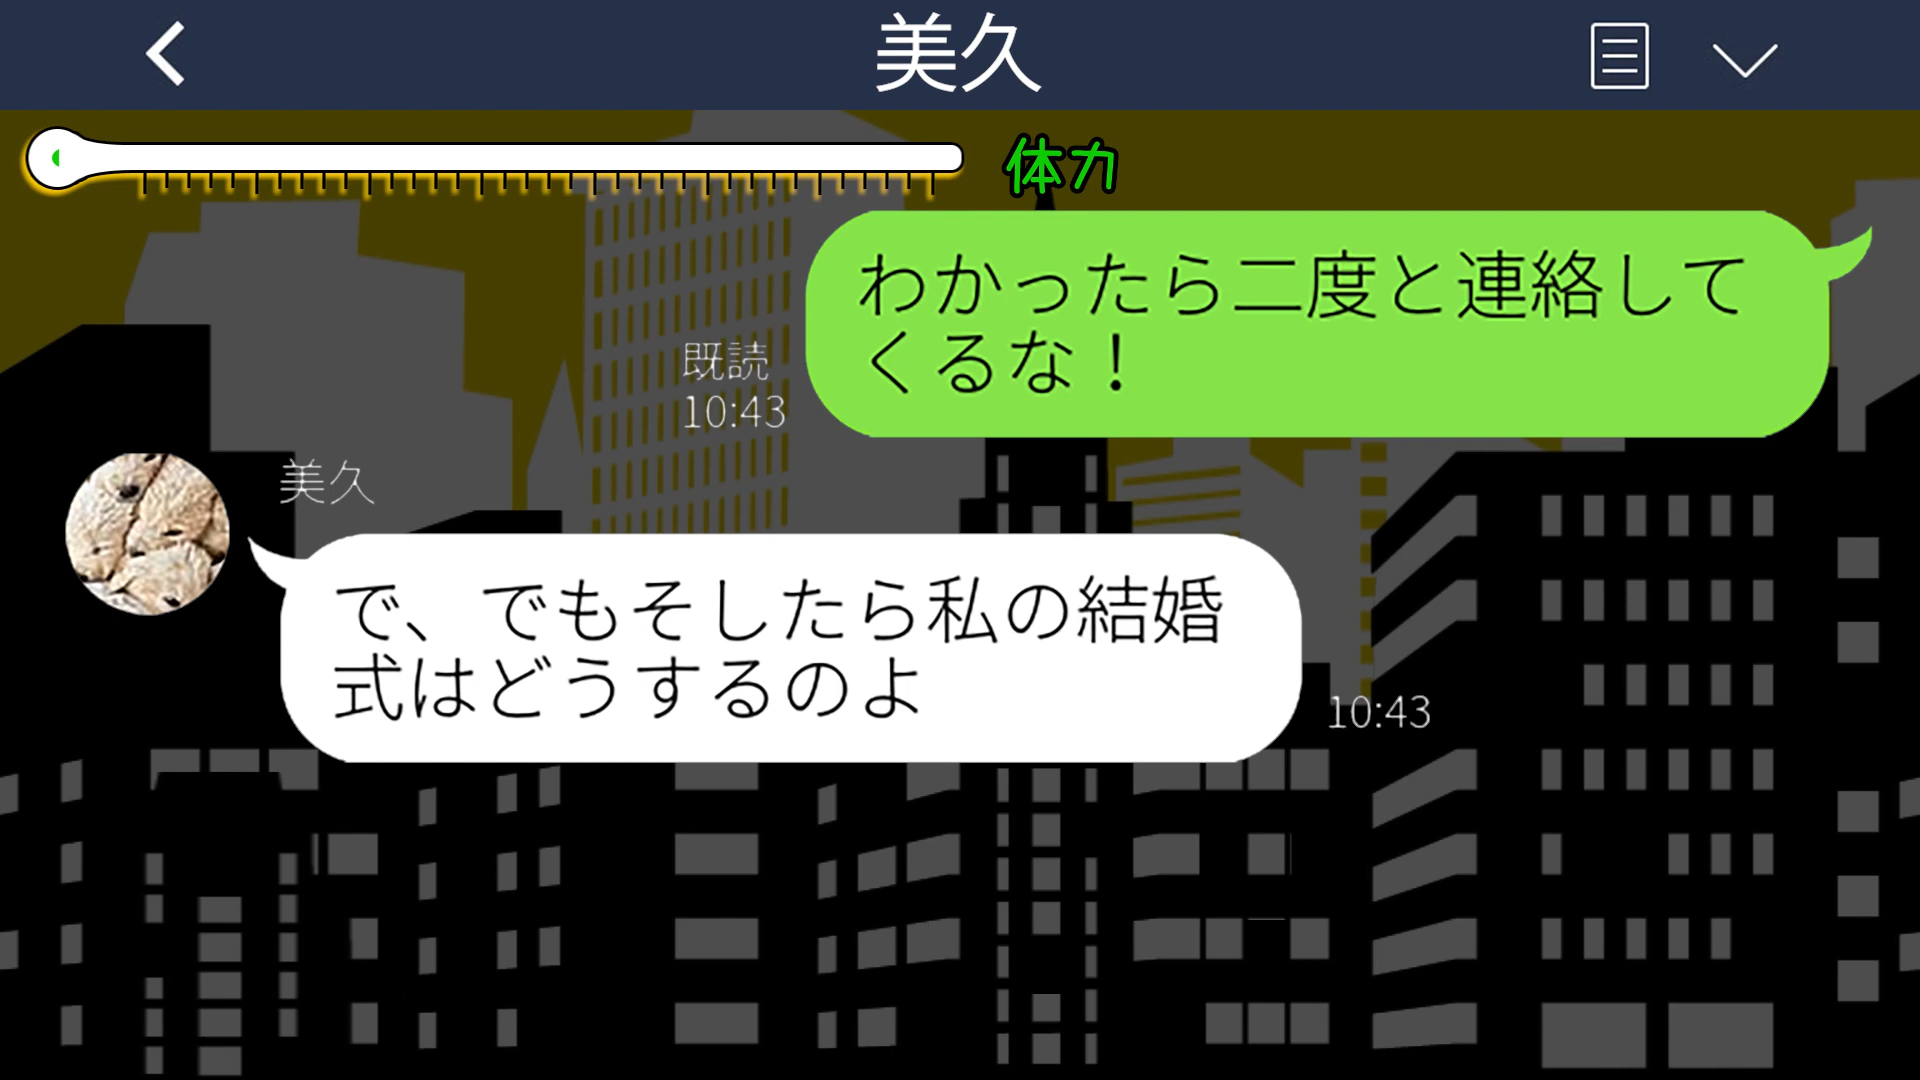 美久
体力
わかったら二度と連絡して
くるな！
既読
10:43
美久
で、でもそしたら私の結婚
式はどうするのよ
10:43